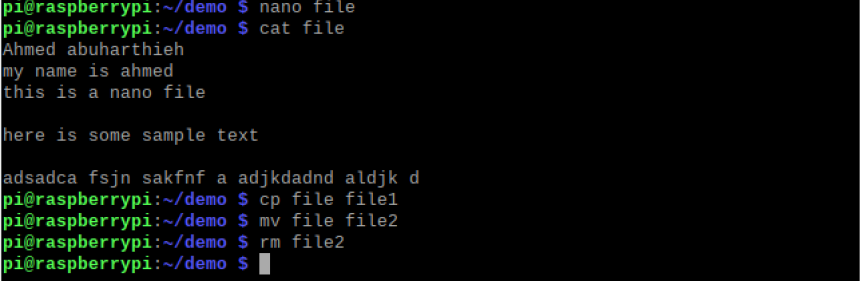 pi@raspberrypi:~/demo $ nano file
pi@raspberrypi:~/demo $ cat file
Ahmed abuharthieh
my name is ahmed
this is a nano file
here is some sample text
adsadca fsjn sakfnf a adjkdadnd aldjk d
pi@raspberrypi:~/demo $ cp file file1
pi@raspberrypi:~/demo $ mv file file2
pi@raspberrypi:~/demo $ rm file2
pi@raspberrypi:~/demo $